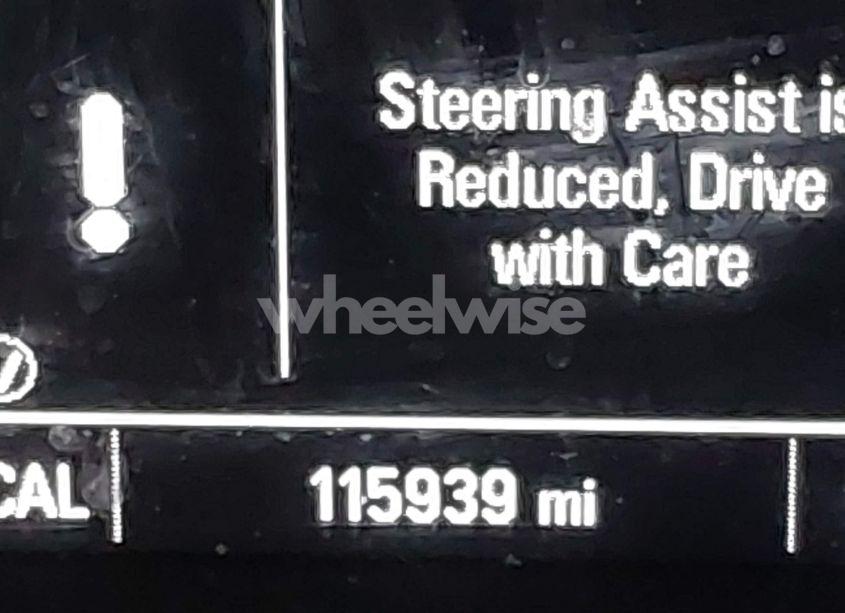 Steering Assist is
Reduced, Drive
with Care
wheelwise
CAL
115939 mi